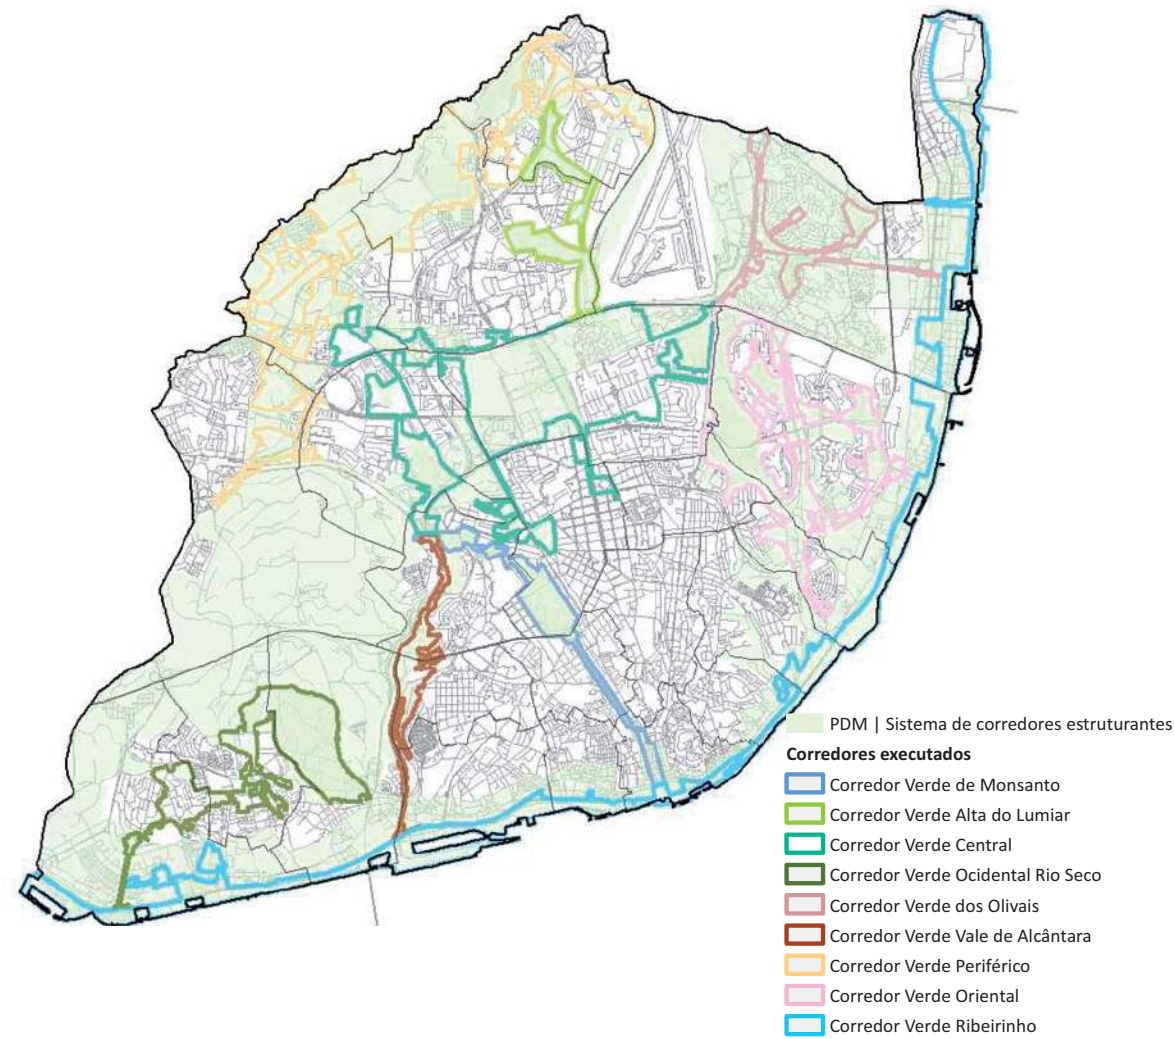 PDM | Sistema de corredores estruturantes
Corredores executados
Corredor Verde de Monsanto
Corredor Verde Alta do Lumiar
Corredor Verde Central
Corredor Verde Ocidental Rio Seco
Corredor Verde dos Olivais
Corredor Verde Vale de Alcântara
Corredor Verde Periférico
Corredor Verde Oriental
Corredor Verde Ribeirinho